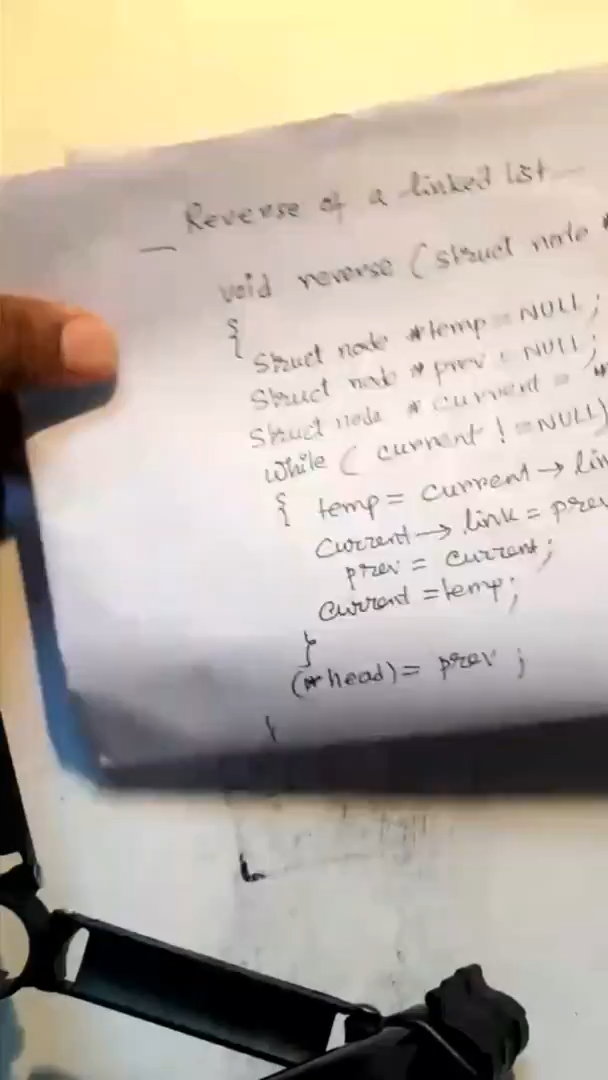 Reverse of a linked list
void reverse (struct node *
{
Struct node *temp = NULL;
Struct node *prev = NULL;
Struct node *current = *
while ( current != NULL)
{ temp = current → lin
current → link = prev
prev = current;
current = temp;
}
(*head) = prev ;
}